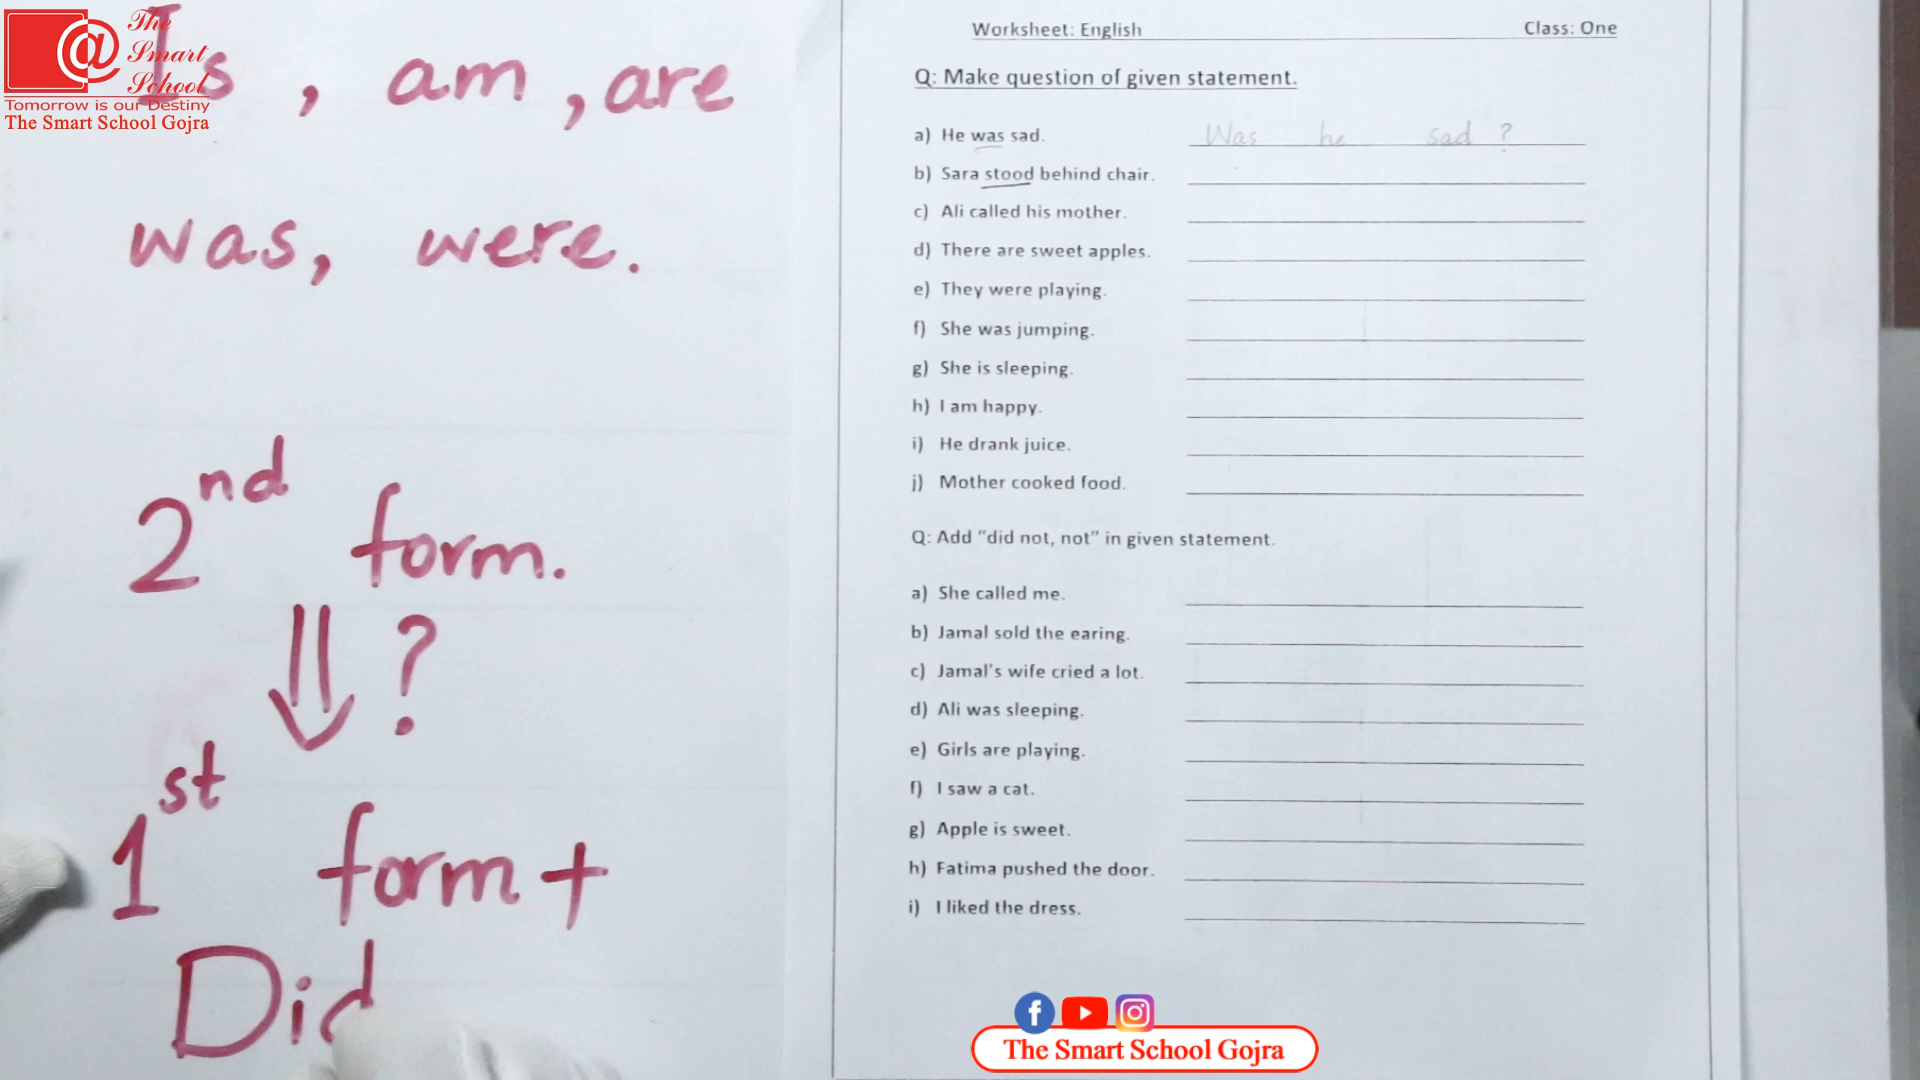 The
Smart
School
Tomorrow is our Destiny
The Smart School Gojra
Is, am, are
was, were.
2nd form.
?
1st form +
Did
Worksheet: English Class: One
Q: Make question of given statement.
a) He was sad. Was he sad ?
b) Sara stood behind chair.
c) Ali called his mother.
d) There are sweet apples.
e) They were playing.
f) She was jumping.
g) She is sleeping.
h) I am happy.
i) He drank juice.
j) Mother cooked food.
Q: Add "did not, not" in given statement.
a) She called me.
b) Jamal sold the earing.
c) Jamal's wife cried a lot.
d) Ali was sleeping.
e) Girls are playing.
f) I saw a cat.
g) Apple is sweet.
h) Fatima pushed the door.
i) I liked the dress.
The Smart School Gojra